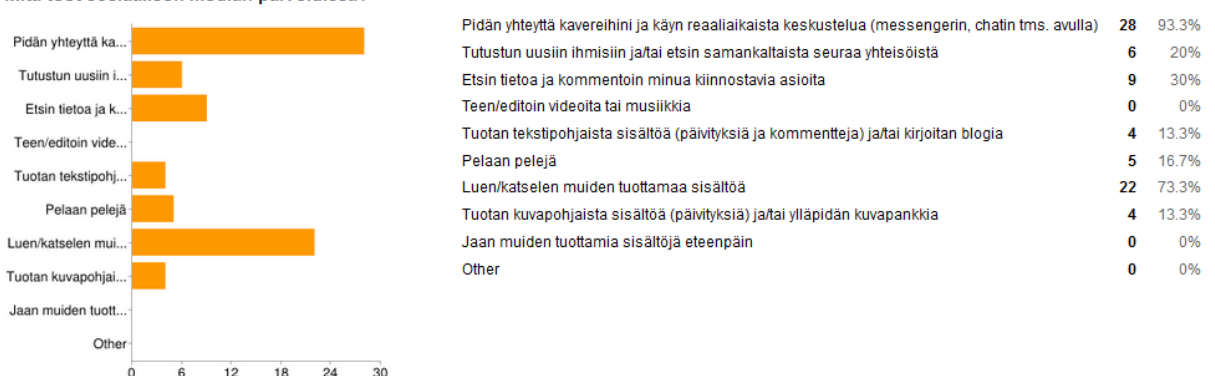 Pidän yhteyttä ka...
Tutustun uusiin i...
Etsin tietoa ja k...
Teen/editoin vide...
Tuotan tekstipohj...
Pelaan pelejä
Luen/katselen mui...
Tuotan kuvapohjai...
Jaan muiden tuott...
Other
0 6 12 18 24 30
Pidän yhteyttä kavereihini ja käyn reaaliaikaista keskustelua (messengerin, chatin tms. avulla) 28 93.3%
Tutustun uusiin ihmisiin ja/tai etsin samankaltaista seuraa yhteisöistä 6 20%
Etsin tietoa ja kommentoin minua kiinnostavia asioita 9 30%
Teen/editoin videoita tai musiikkia 0 0%
Tuotan tekstipohjaista sisältöä (päivityksiä ja kommentteja) ja/tai kirjoitan blogia 4 13.3%
Pelaan pelejä 5 16.7%
Luen/katselen muiden tuottamaa sisältöä 22 73.3%
Tuotan kuvapohjaista sisältöä (päivityksiä) ja/tai ylläpidän kuvapankkia 4 13.3%
Jaan muiden tuottamia sisältöjä eteenpäin 0 0%
Other 0 0%